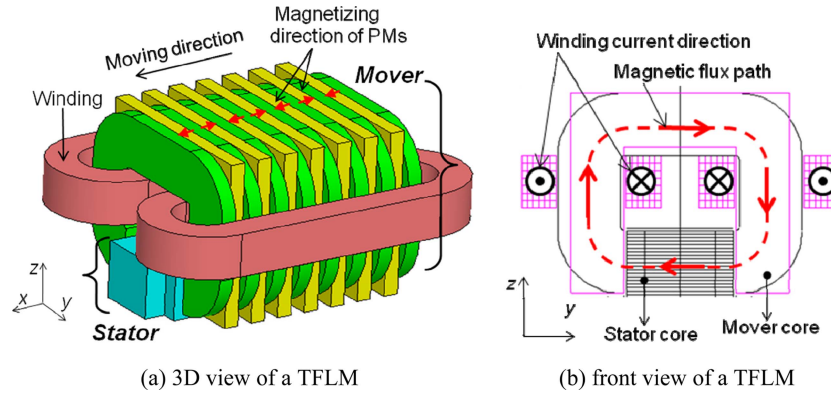 Magnetizing
direction of PMs
Moving direction
Mover
Winding
z
x
y
Stator
(a) 3D view of a TFLM
Winding current direction
Magnetic flux path
z
y
Stator core
Mover core
(b) front view of a TFLM